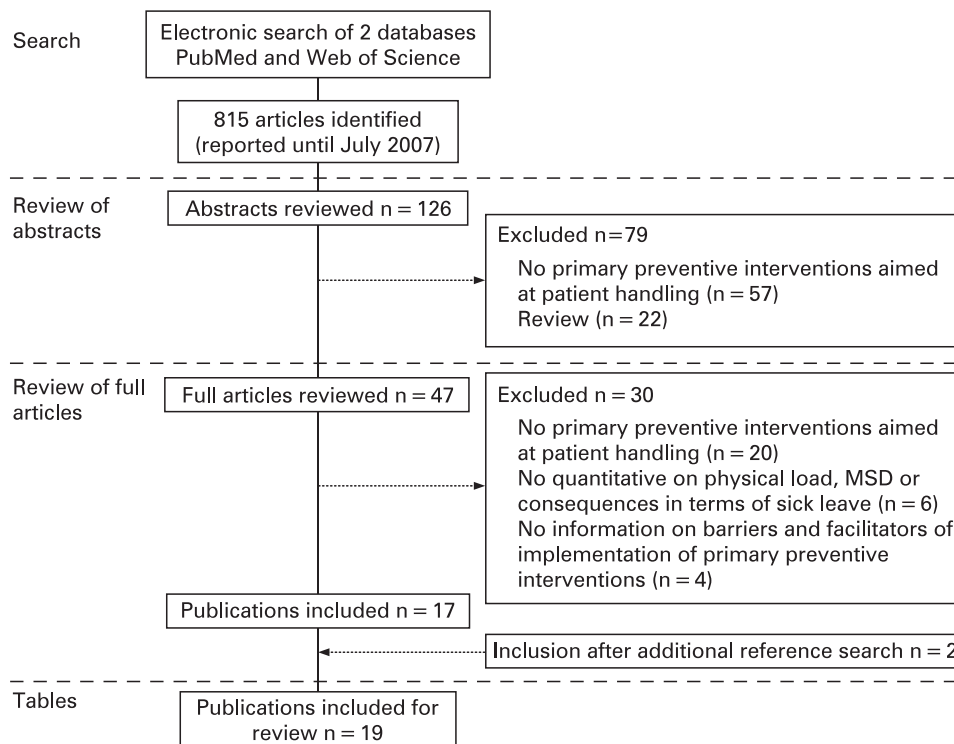 Search
Electronic search of 2 databases
PubMed and Web of Science
815 articles identified
(reported until July 2007)
Review of
abstracts
Abstracts reviewed n = 126
Excluded n=79
No primary preventive interventions aimed
at patient handling (n = 57)
Review (n = 22)
Review of full
articles
Full articles reviewed n = 47
Excluded n = 30
No primary preventive interventions aimed
at patient handling (n = 20)
No quantitative on physical load, MSD or
consequences in terms of sick leave (n = 6)
No information on barriers and facilitators of
implementation of primary preventive
interventions (n = 4)
Publications included n = 17
Inclusion after additional reference search n = 2
Tables
Publications included for
review n = 19